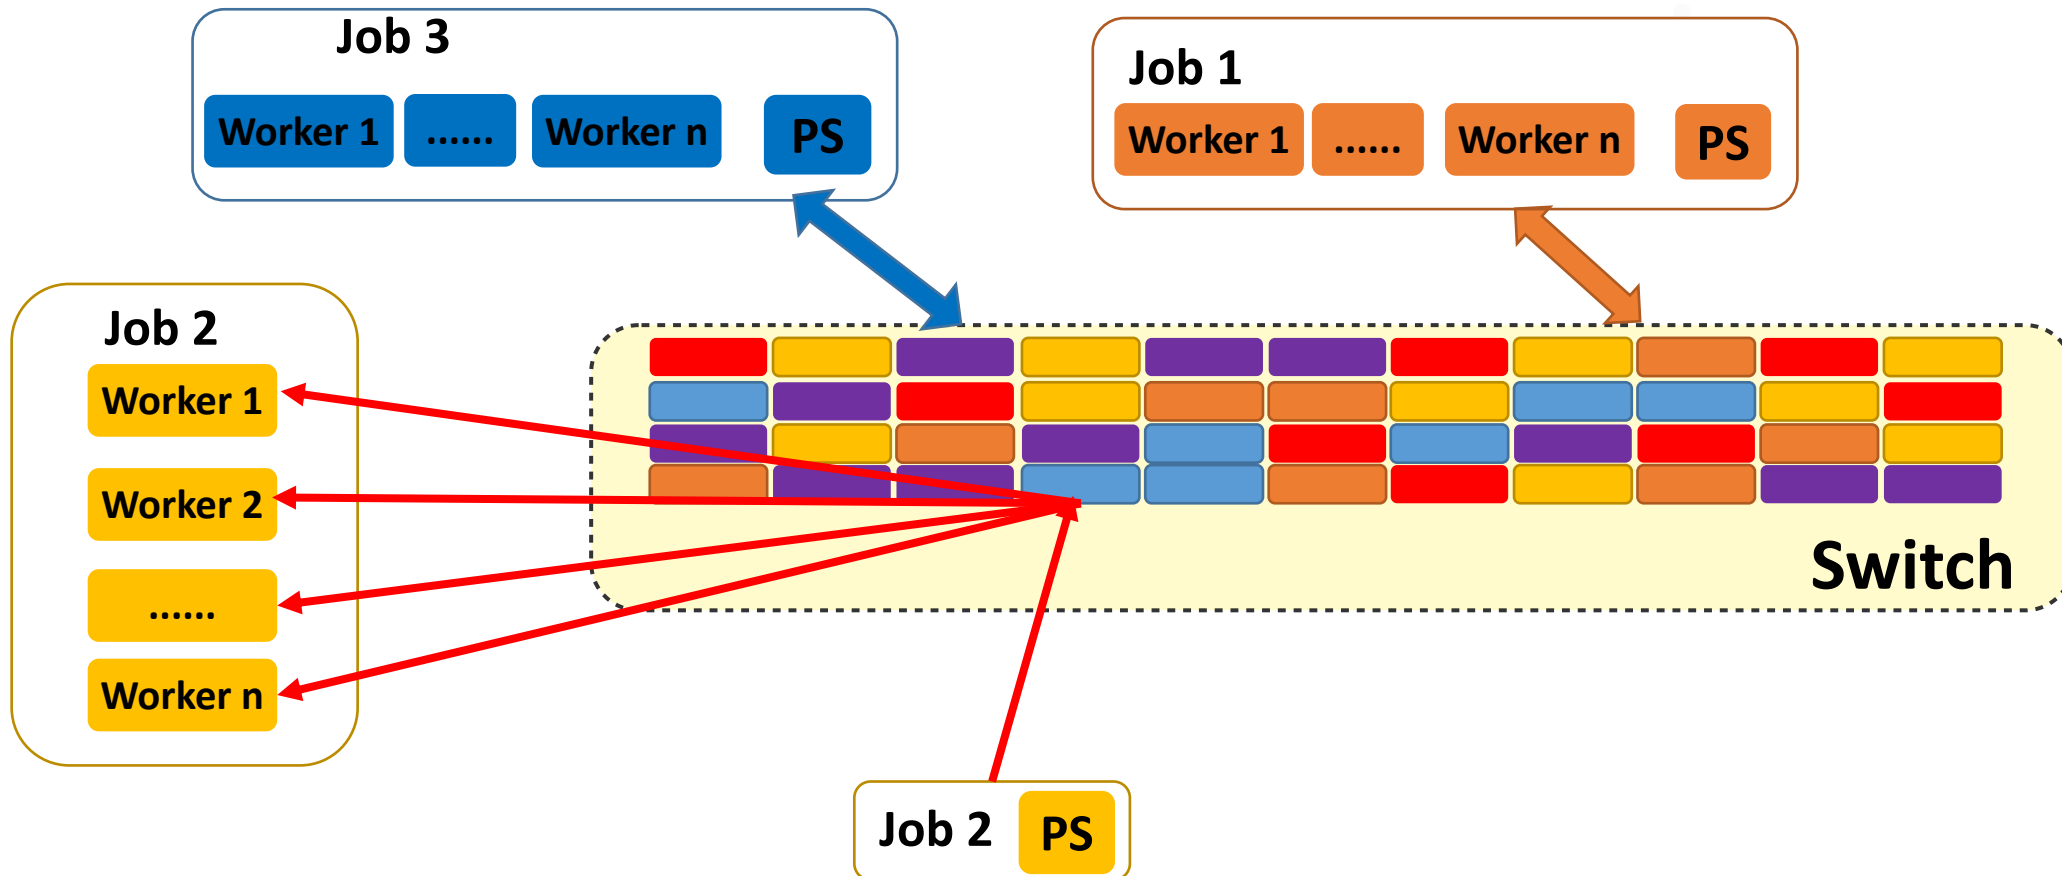 Job 3
Worker 1 ...... Worker n PS
Job 1
Worker 1 ...... Worker n PS
Job 2
Worker 1
Worker 2
......
Worker n
Switch
Job 2 PS